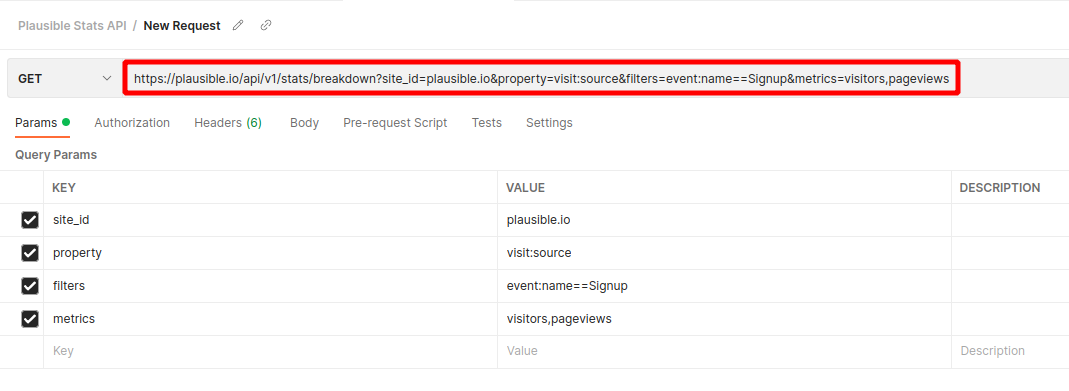 Plausible Stats API / New Request
GET https://plausible.io/api/v1/stats/breakdown?site_id=plausible.io&property=visit:source&filters=event:name==Signup&metrics=visitors,pageviews
Params Authorization Headers (6) Body Pre-request Script Tests Settings
Query Params
KEY VALUE DESCRIPTION
site_id plausible.io
property visit:source
filters event:name==Signup
metrics visitors,pageviews
Key Value Description